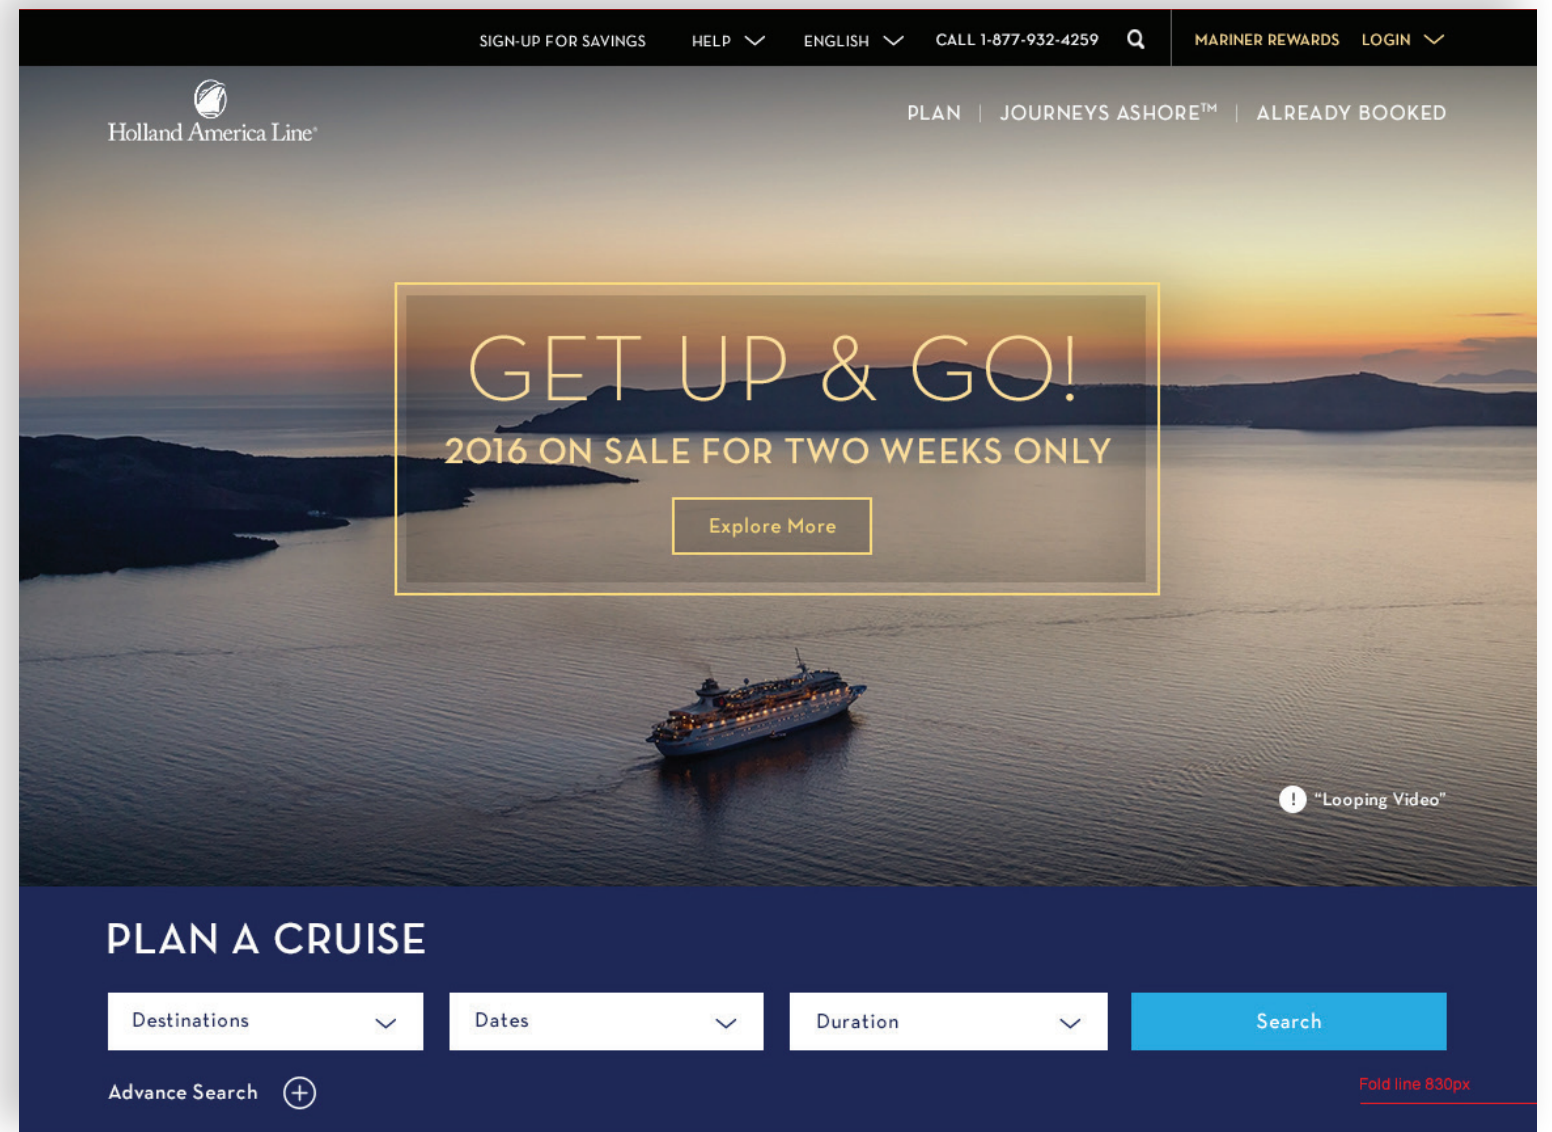 SIGN-UP FOR SAVINGS HELP ENGLISH CALL 1-877-932-4259 MARINER REWARDS LOGIN
Holland America Line®
PLAN | JOURNEYS ASHORE™ | ALREADY BOOKED
GET UP & GO!
2016 ON SALE FOR TWO WEEKS ONLY
Explore More
! "Looping Video"
PLAN A CRUISE
Destinations Dates Duration Search
Advance Search
Fold line 830px